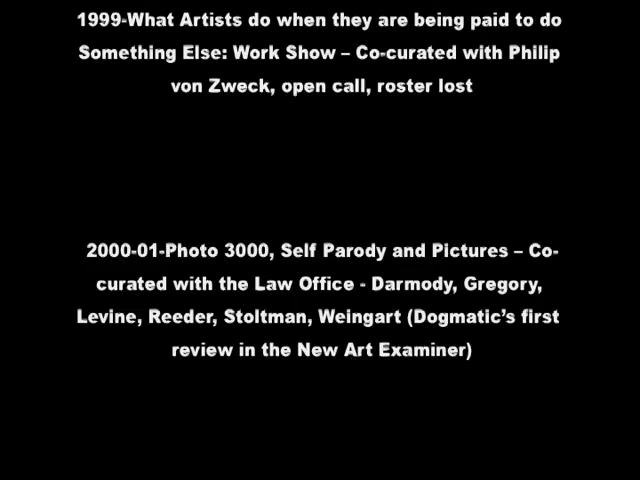 1999-What Artists do when they are being paid to do
Something Else: Work Show – Co-curated with Philip
von Zweck, open call, roster lost
2000-01-Photo 3000, Self Parody and Pictures – Co-
curated with the Law Office - Darmody, Gregory,
Levine, Reeder, Stoltman, Weingart (Dogmatic’s first
review in the New Art Examiner)